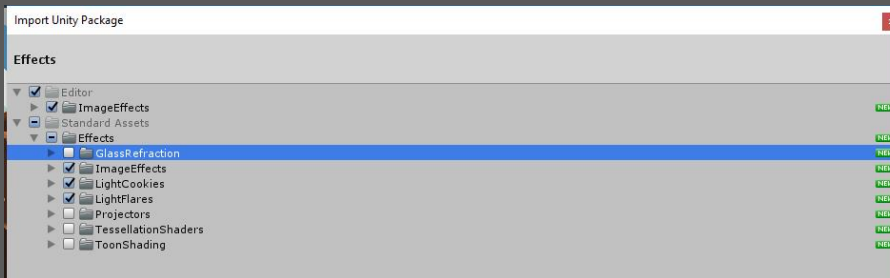 Import Unity Package
Effects
Editor
ImageEffects NEW
Standard Assets
Effects NEW
GlassRefraction NEW
ImageEffects NEW
LightCookies NEW
LightFlares NEW
Projectors NEW
TessellationShaders NEW
ToonShading NEW